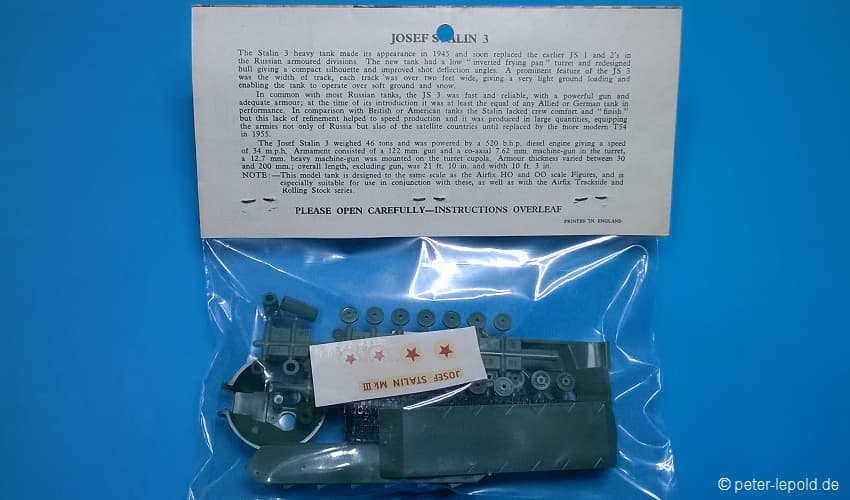 JOSEF STALIN 3
The Stalin 3 heavy tank made its appearance in 1945 and soon replaced the earlier JS 1 and 2's in
the Russian armoured divisions. The new tank had a low "inverted frying pan" turret and redesigned
hull giving a compact silhouette and improved shot deflection angles. A prominent feature of the JS 3
was the width of track, each track was over two feet wide, giving a very light ground loading and
enabling the tank to operate over soft ground and snow.
In common with most Russian tanks, the JS 3 was fast and reliable, with a powerful gun and
adequate armour; at the time of its introduction it was at least the equal of any Allied or German tank in
performance. In comparison with British or American tanks the Stalin lacked crew comfort and "finish"
but this lack of refinement helped to speed production and it was produced in large quantities, equipping
the armies not only of Russia but also of the satellite countries until replaced by the more modern T54
in 1955.
The Josef Stalin 3 weighed 46 tons and was powered by a 520 b.h.p. diesel engine giving a speed
of 34 m.p.h. Armament consisted of a 122 mm. gun and a co-axial 7.62 mm. machine-gun in the turret,
a 12.7 mm. heavy machine-gun was mounted on the turret cupola. Armour thickness varied between 30
and 200 mm.; overall length, excluding gun, was 21 ft. 10 in. and width 10 ft. 3 in.
NOTE:—This model tank is designed to the same scale as the Airfix HO and OO scale Figures, and is
especially suitable for use in conjunction with these, as well as with the Airfix Trackside and
Rolling Stock series.
PLEASE OPEN CAREFULLY—INSTRUCTIONS OVERLEAF
PRINTED IN ENGLAND
JOSEF STALIN MK III
© peter-lepold.de